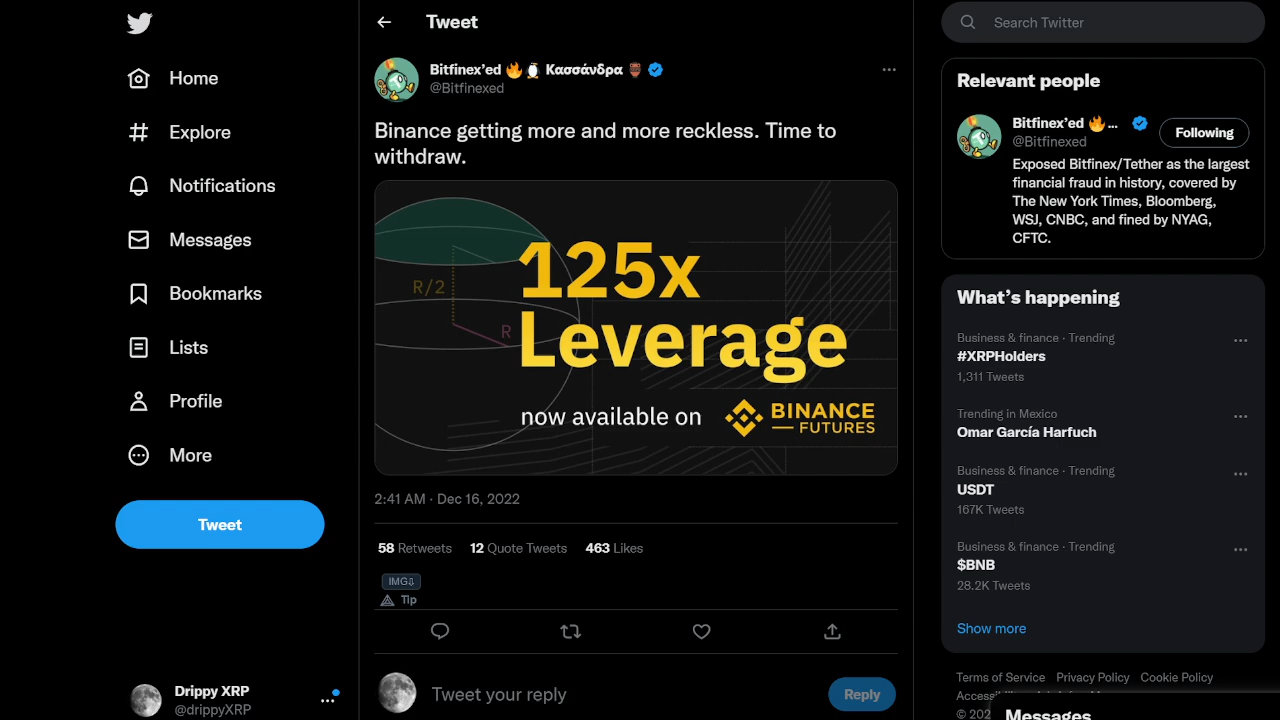 Home
Explore
Notifications
Messages
Bookmarks
Lists
Profile
More
Tweet
Drippy XRP
@drippyXRP
Tweet
Bitfinex’ed 🔥🐧 Κασσάνδρα 🏺
@Bitfinexed
Binance getting more and more reckless. Time to
withdraw.
R/2
R
125x
Leverage
now available on
BINANCE
FUTURES
2:41 AM · Dec 16, 2022
58 Retweets 12 Quote Tweets 463 Likes
IMG⇩
Tip
Tweet your reply
Reply
Search Twitter
Relevant people
Bitfinex’ed 🔥...
@Bitfinexed
Following
Exposed Bitfinex/Tether as the largest
financial fraud in history, covered by
The New York Times, Bloomberg,
WSJ, CNBC, and fined by NYAG,
CFTC.
What’s happening
Business & finance · Trending
#XRPHolders
1,311 Tweets
Trending in Mexico
Omar García Harfuch
Business & finance · Trending
USDT
167K Tweets
Business & finance · Trending
$BNB
28.2K Tweets
Show more
Terms of Service Privacy Policy Cookie Policy
© 202
Messages